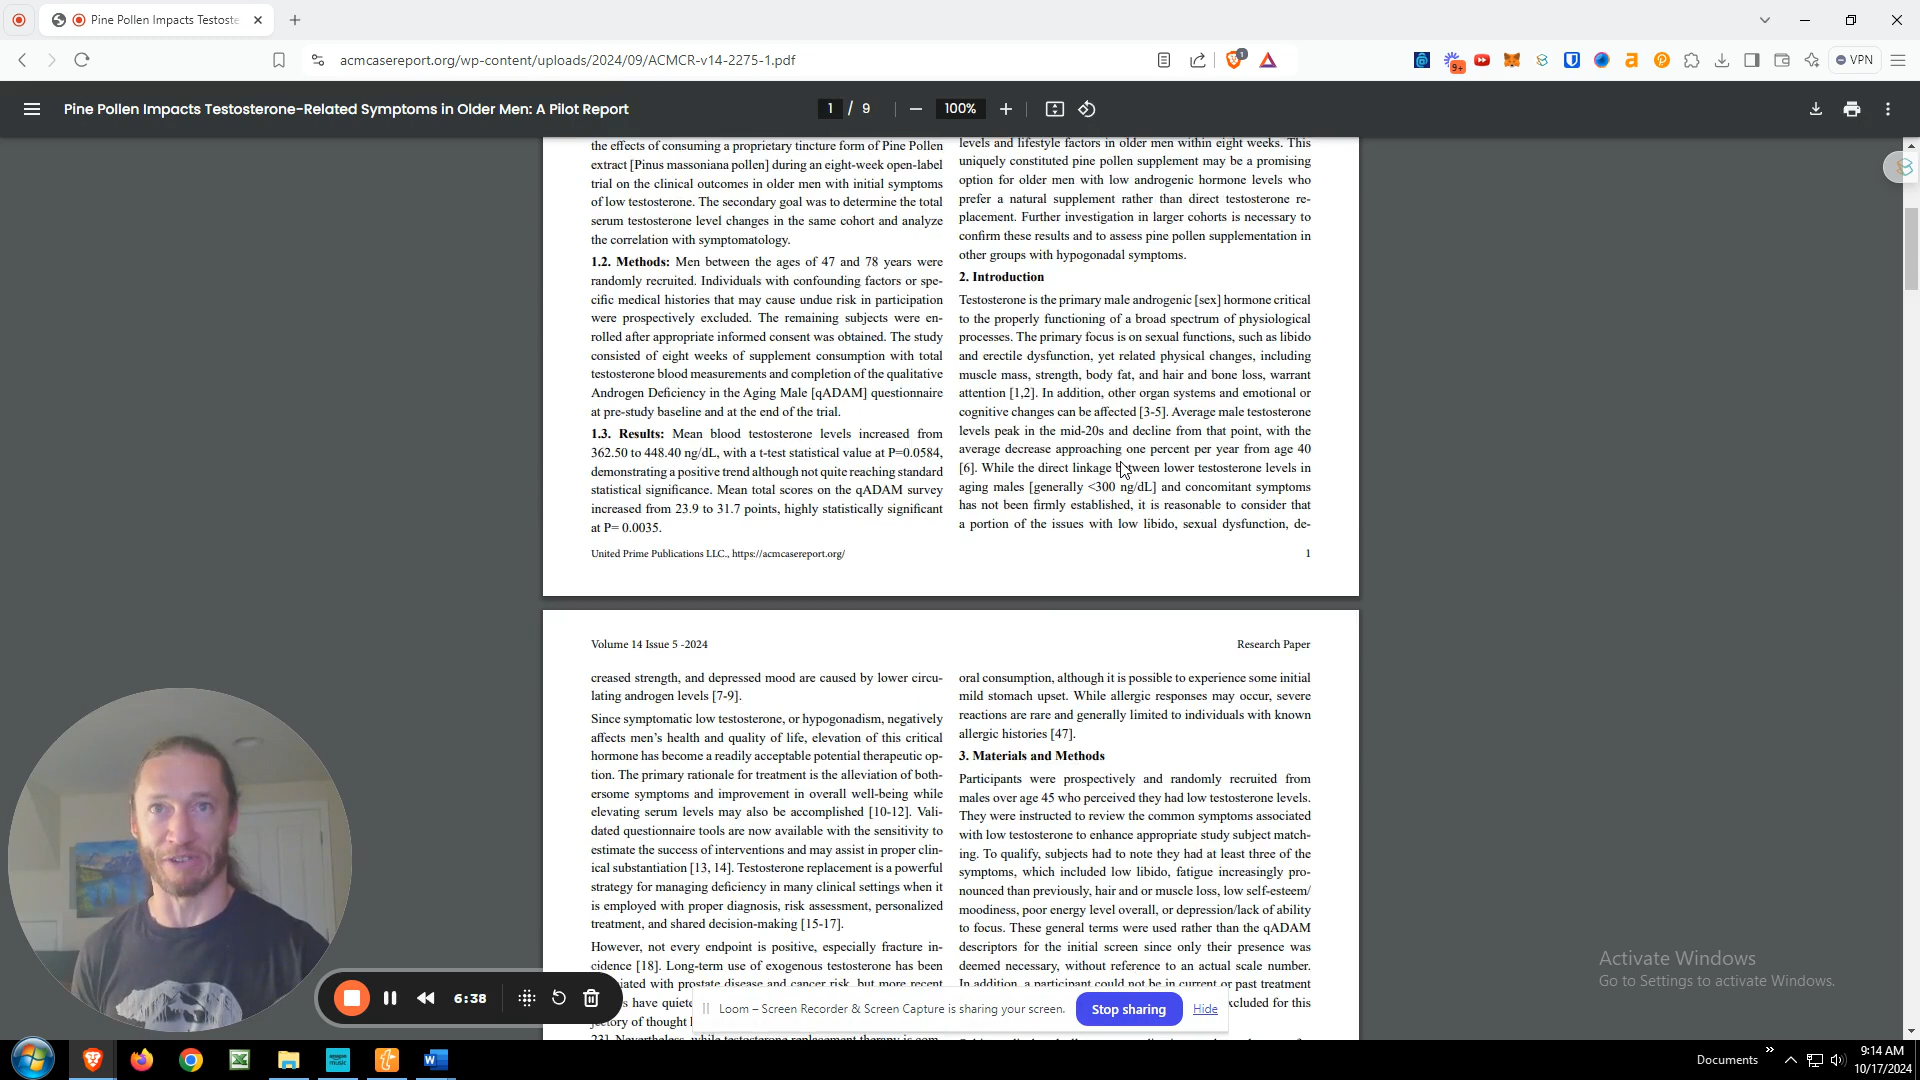 Pine Pollen Impacts Testoste
acmcasereport.org/wp-content/uploads/2024/09/ACMCR-v14-2275-1.pdf
1
9+
VPN
Pine Pollen Impacts Testosterone-Related Symptoms in Older Men: A Pilot Report
1 / 9
100%
the effects of consuming a proprietary tincture form of Pine Pollen
extract [Pinus massoniana pollen] during an eight-week open-label
trial on the clinical outcomes in older men with initial symptoms
of low testosterone. The secondary goal was to determine the total
serum testosterone level changes in the same cohort and analyze
the correlation with symptomatology.
1.2. Methods: Men between the ages of 47 and 78 years were
randomly recruited. Individuals with confounding factors or spe-
cific medical histories that may cause undue risk in participation
were prospectively excluded. The remaining subjects were en-
rolled after appropriate informed consent was obtained. The study
consisted of eight weeks of supplement consumption with total
testosterone blood measurements and completion of the qualitative
Androgen Deficiency in the Aging Male [qADAM] questionnaire
at pre-study baseline and at the end of the trial.
1.3. Results: Mean blood testosterone levels increased from
362.50 to 448.40 ng/dL, with a t-test statistical value at P=0.0584,
demonstrating a positive trend although not quite reaching standard
statistical significance. Mean total scores on the qADAM survey
increased from 23.9 to 31.7 points, highly statistically significant
at P= 0.0035.
levels and lifestyle factors in older men within eight weeks. This
uniquely constituted pine pollen supplement may be a promising
option for older men with low androgenic hormone levels who
prefer a natural supplement rather than direct testosterone re-
placement. Further investigation in larger cohorts is necessary to
confirm these results and to assess pine pollen supplementation in
other groups with hypogonadal symptoms.
2. Introduction
Testosterone is the primary male androgenic [sex] hormone critical
to the properly functioning of a broad spectrum of physiological
processes. The primary focus is on sexual functions, such as libido
and erectile dysfunction, yet related physical changes, including
muscle mass, strength, body fat, and hair and bone loss, warrant
attention [1,2]. In addition, other organ systems and emotional or
cognitive changes can be affected [3-5]. Average male testosterone
levels peak in the mid-20s and decline from that point, with the
average decrease approaching one percent per year from age 40
[6]. While the direct linkage between lower testosterone levels in
aging males [generally <300 ng/dL] and concomitant symptoms
has not been firmly established, it is reasonable to consider that
a portion of the issues with low libido, sexual dysfunction, de-
United Prime Publications LLC., https://acmcasereport.org/
1
Volume 14 Issue 5 -2024
Research Paper
creased strength, and depressed mood are caused by lower circu-
lating androgen levels [7-9].
Since symptomatic low testosterone, or hypogonadism, negatively
affects men's health and quality of life, elevation of this critical
hormone has become a readily acceptable potential therapeutic op-
tion. The primary rationale for treatment is the alleviation of both-
ersome symptoms and improvement in overall well-being while
elevating serum levels may also be accomplished [10-12]. Vali-
dated questionnaire tools are now available with the sensitivity to
estimate the success of interventions and may assist in proper clin-
ical substantiation [13, 14]. Testosterone replacement is a powerful
strategy for managing deficiency in many clinical settings when it
is employed with proper diagnosis, risk assessment, personalized
treatment, and shared decision-making [15-17].
However, not every endpoint is positive, especially fracture in-
cidence [18]. Long-term use of exogenous testosterone has been
iated with prostate disease and cancer risk, but more recent
s have quiete
jectory of thought
oral consumption, although it is possible to experience some initial
mild stomach upset. While allergic responses may occur, severe
reactions are rare and generally limited to individuals with known
allergic histories [47].
3. Materials and Methods
Participants were prospectively and randomly recruited from
males over age 45 who perceived they had low testosterone levels.
They were instructed to review the common symptoms associated
with low testosterone to enhance appropriate study subject match-
ing. To qualify, subjects had to note they had at least three of the
symptoms, which included low libido, fatigue increasingly pro-
nounced than previously, hair and or muscle loss, low self-esteem/
moodiness, poor energy level overall, or depression/lack of ability
to focus. These general terms were used rather than the qADAM
descriptors for the initial screen since only their presence was
deemed necessary, without reference to an actual scale number.
In addition, a participant could not be in current or past treatment
xcluded for this
6:38
Loom – Screen Recorder & Screen Capture is sharing your screen.
Stop sharing
Hide
Activate Windows
Go to Settings to activate Windows.
Documents
9:14 AM
10/17/2024